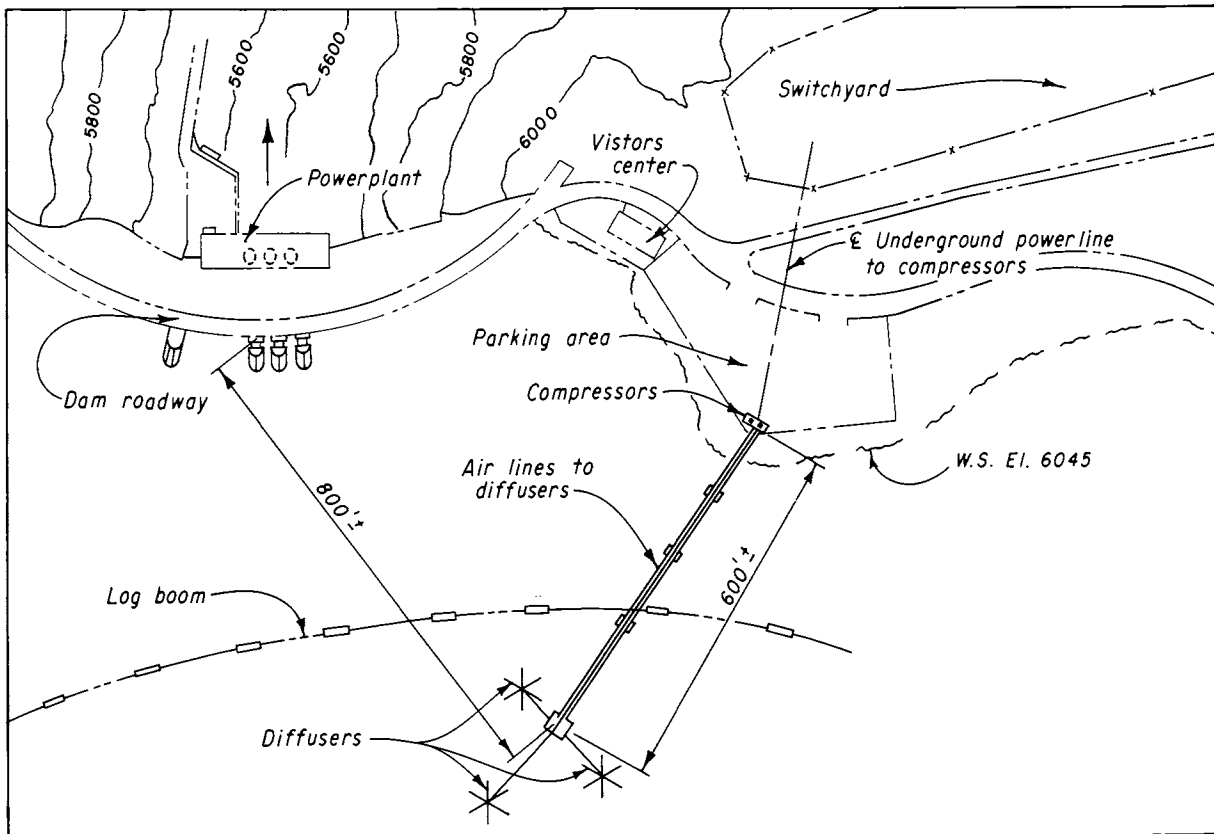 5800
5600
5600
5800
6000
Switchyard
Vistors
center
Powerplant
℄ Underground powerline
to compressors
Parking area
Compressors
Dam roadway
W.S. El. 6045
Air lines to
diffusers
800'±
600'±
Log boom
Diffusers